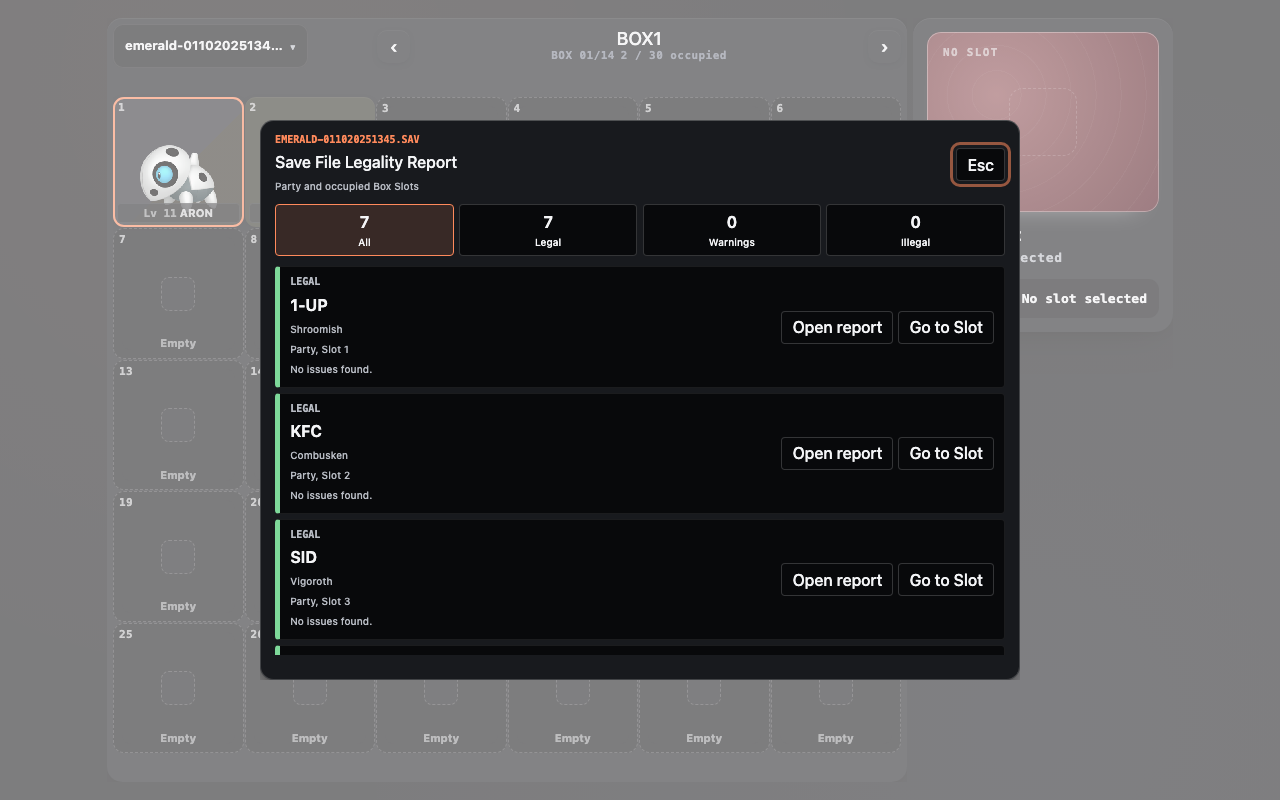 emerald-01102025134... ▾
‹
BOX1
BOX 01/14 2 / 30 occupied
›
NO SLOT
1
2
3
4
5
6
Lv 11 ARON
EMERALD-011020251345.SAV
Save File Legality Report
Party and occupied Box Slots
Esc
7
All
7
Legal
0
Warnings
0
Illegal
LEGAL
1-UP
Shroomish
Party, Slot 1
No issues found.
Open report
Go to Slot
LEGAL
KFC
Combusken
Party, Slot 2
No issues found.
Open report
Go to Slot
LEGAL
SID
Vigoroth
Party, Slot 3
No issues found.
Open report
Go to Slot
ected
No slot selected
7
8
Empty
13
Empty
19
Empty
25
Empty
Empty
Empty
Empty
Empty
Empty